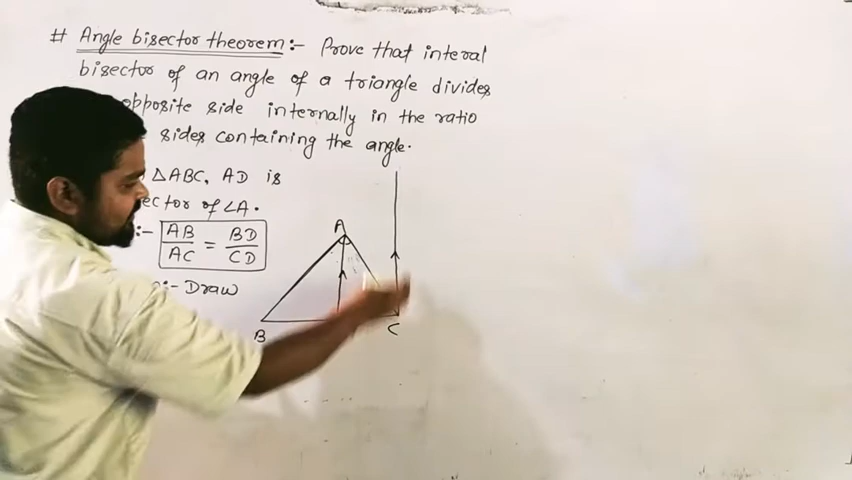 # Angle bisector theorem:- Prove that interal
bisector of an angle of a triangle divides
opposite side internally in the ratio
sides containing the angle.
△ABC, AD is
ector of ∠A.
:- AB/AC = BD/CD
:- Draw
A
B
C